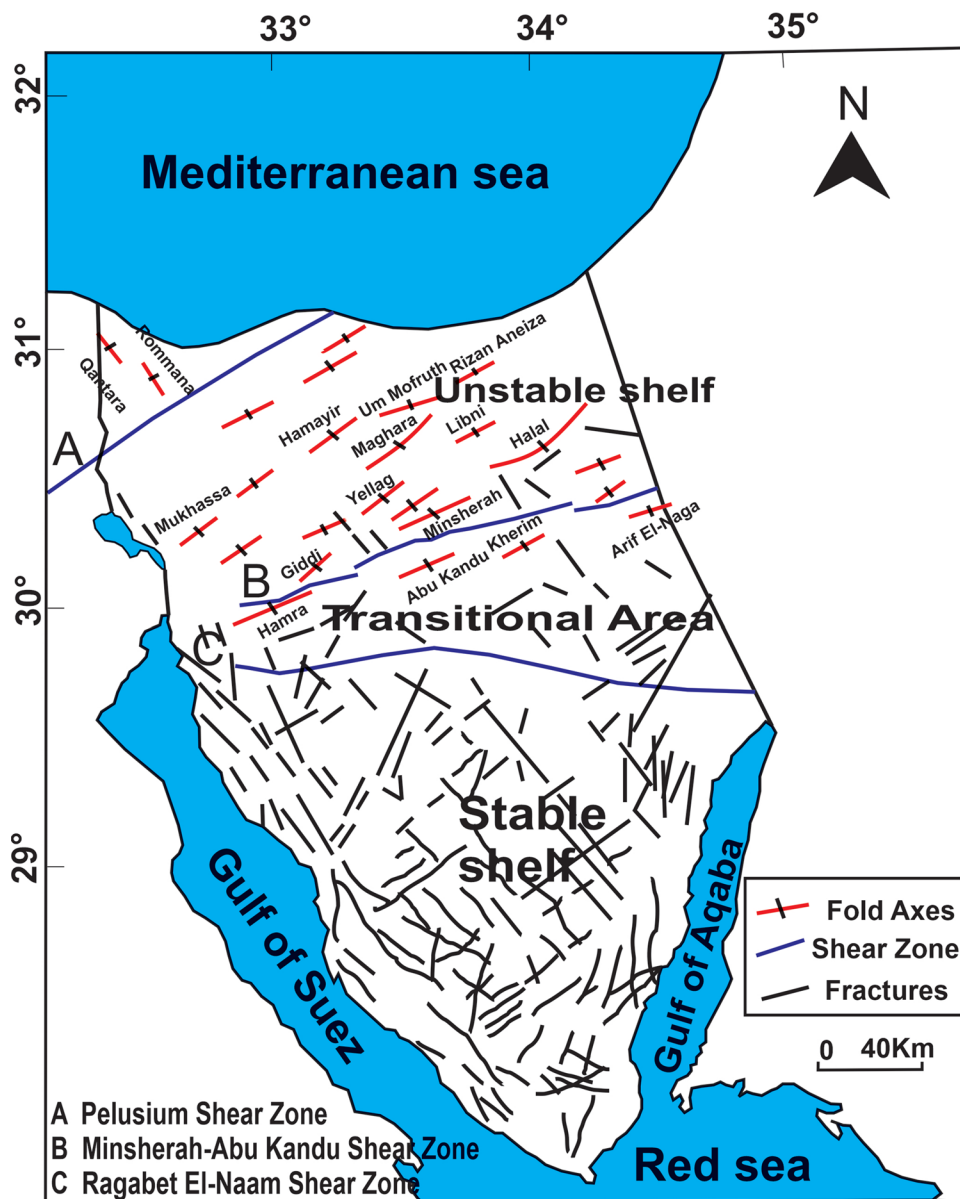 33°
34°
35°
32°
N
Mediterranean sea
31°
Rommana
Qantara
Rizan Aneiza
Um Mofruth
Unstable shelf
Hamayir
Maghara
Libni
Halal
A
Yellag
Mukhassa
Minsherah
Arif El-Naga
Giddi
Abu Kandu
Kherim
B
30°
Hamra
Transitional Area
C
Stable
shelf
29°
Gulf of Suez
Gulf of Aqaba
Fold Axes
Shear Zone
Fractures
0 40Km
A Pelusium Shear Zone
B Minsherah-Abu Kandu Shear Zone
C Ragabet El-Naam Shear Zone
Red sea